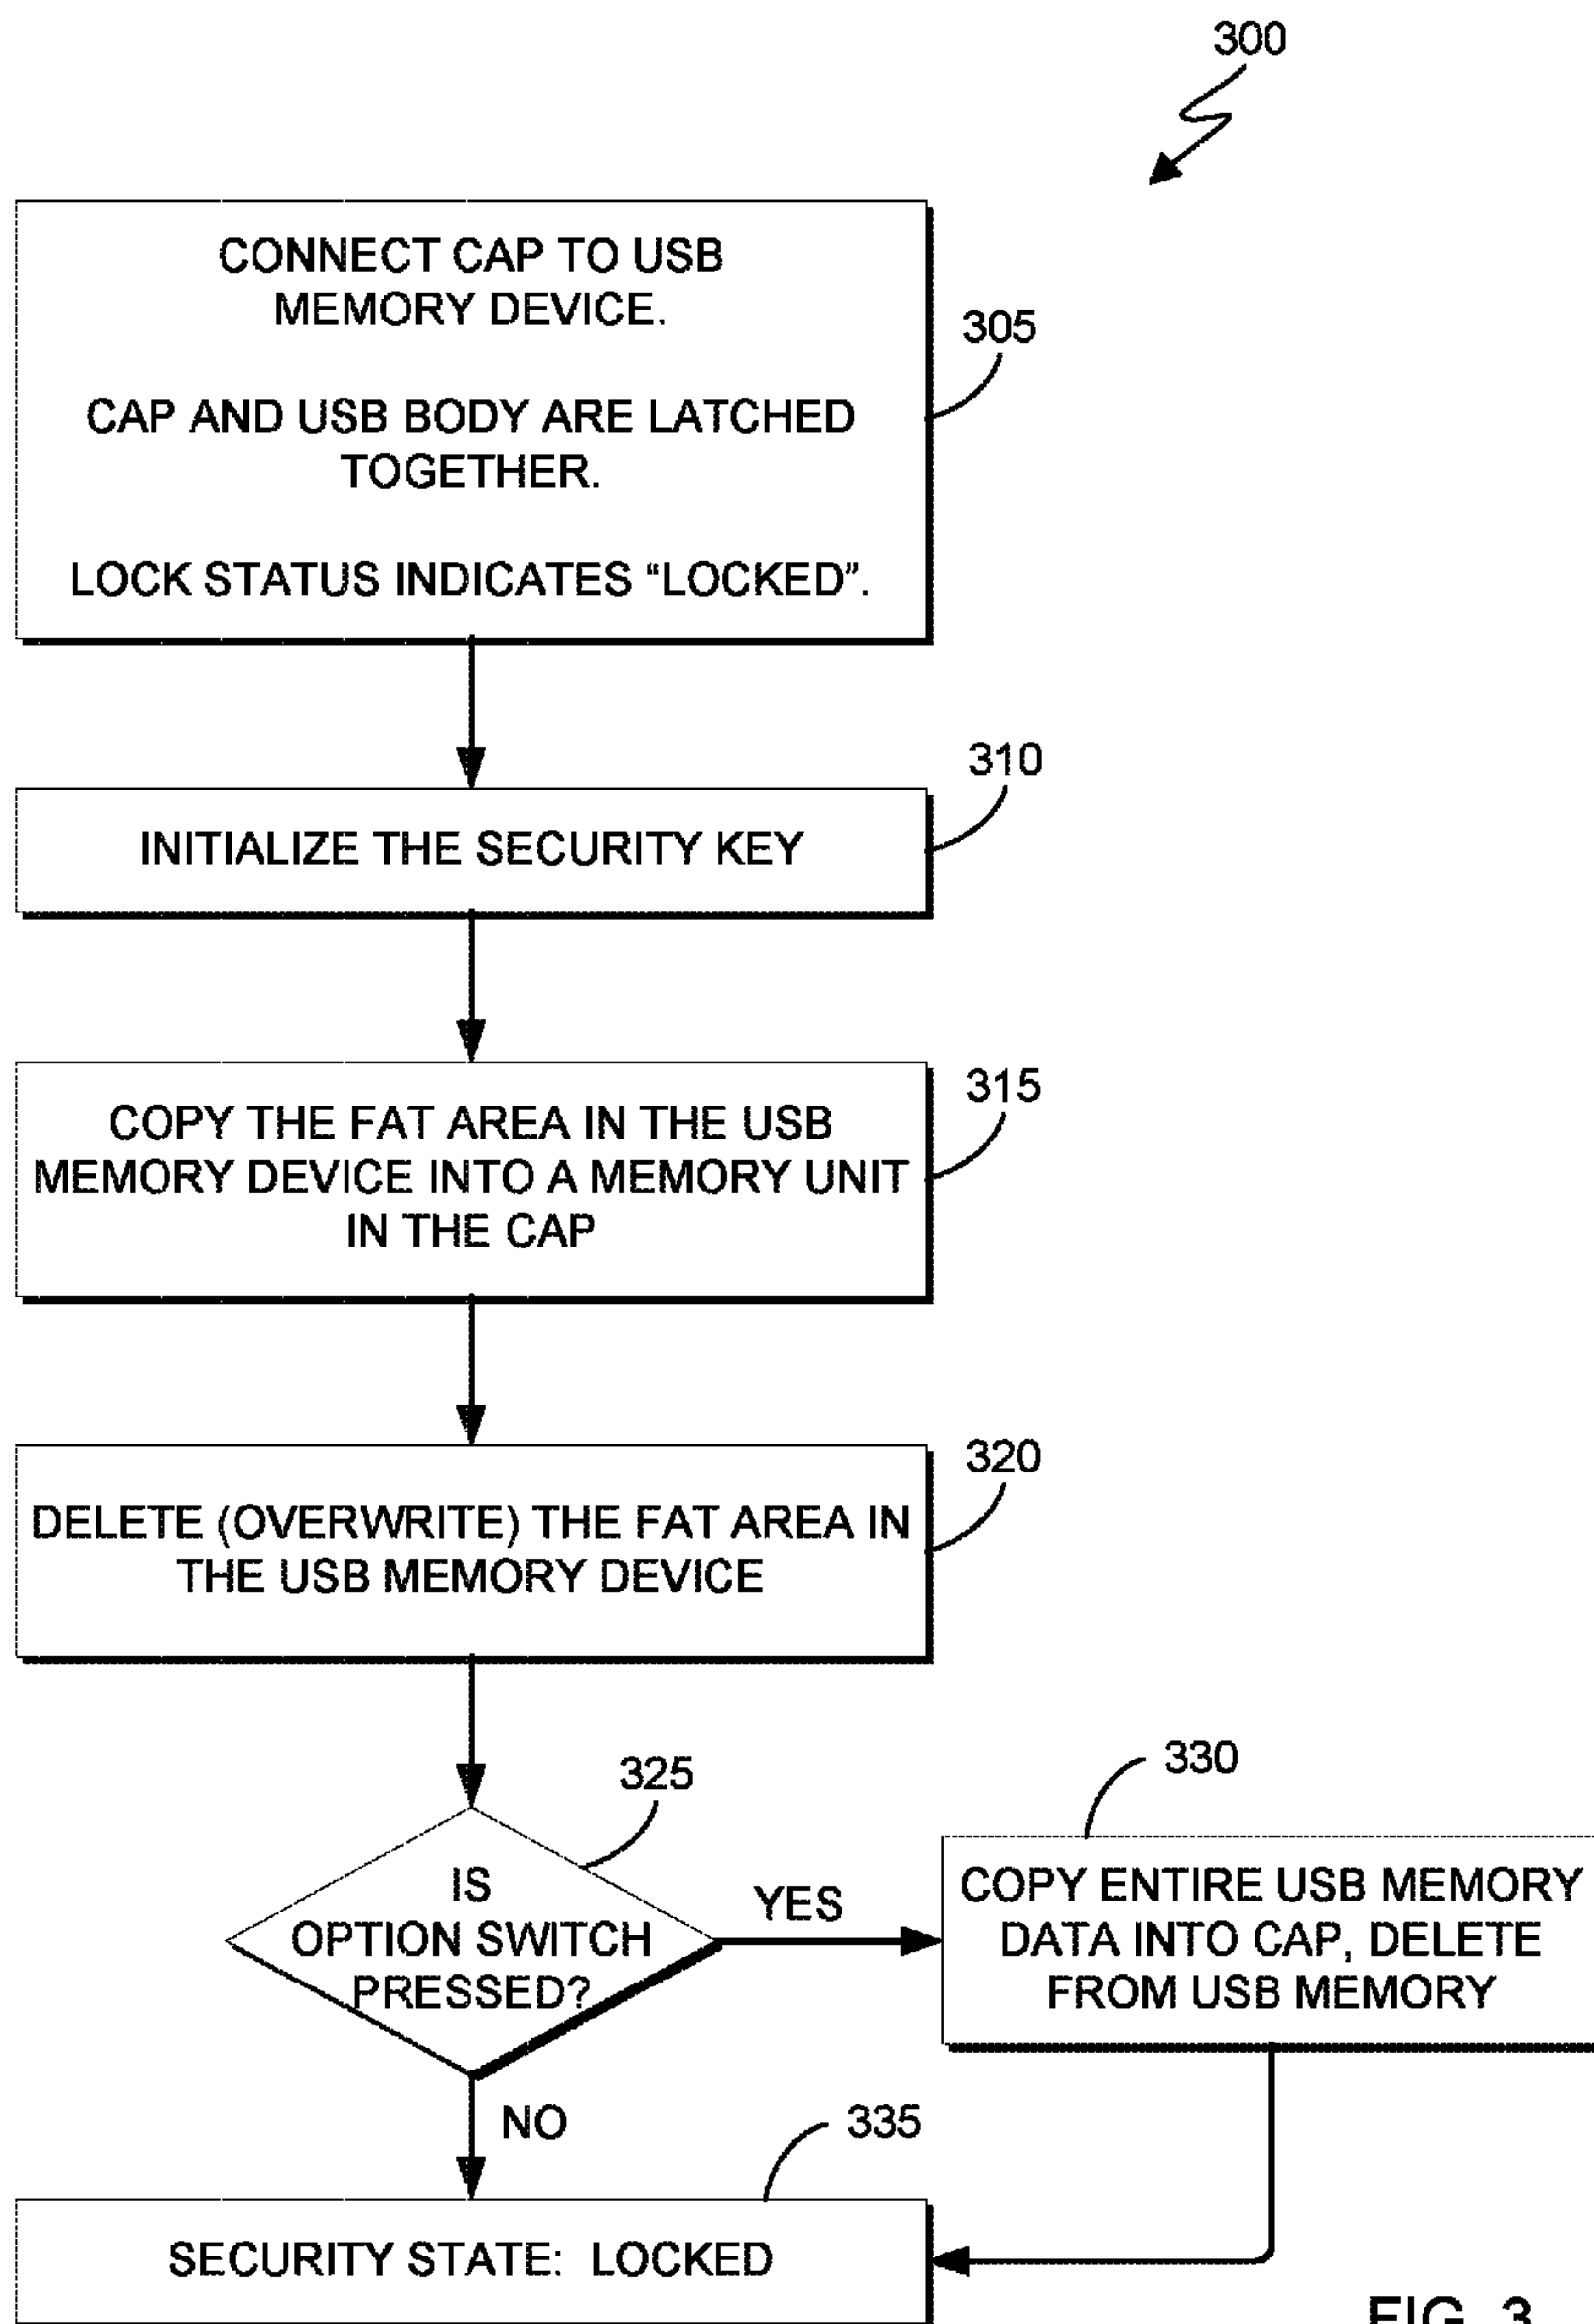 300
CONNECT CAP TO USB
MEMORY DEVICE.
CAP AND USB BODY ARE LATCHED
TOGETHER.
LOCK STATUS INDICATES “LOCKED”.
305
INITIALIZE THE SECURITY KEY
310
COPY THE FAT AREA IN THE USB
MEMORY DEVICE INTO A MEMORY UNIT
IN THE CAP
315
DELETE (OVERWRITE) THE FAT AREA IN
THE USB MEMORY DEVICE
320
IS
OPTION SWITCH
PRESSED?
325
YES
NO
330
COPY ENTIRE USB MEMORY
DATA INTO CAP, DELETE
FROM USB MEMORY
335
SECURITY STATE: LOCKED
FIG. 3